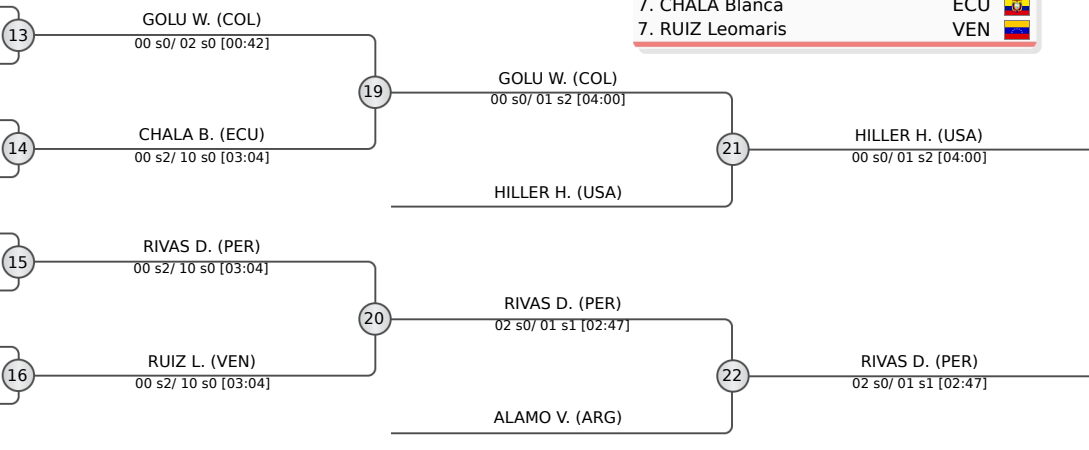 7. CHALA Blanca ECU
7. RUIZ Leomaris VEN
13
GOLU W. (COL)
00 s0/ 02 s0 [00:42]
19
GOLU W. (COL)
00 s0/ 01 s2 [04:00]
14
CHALA B. (ECU)
00 s2/ 10 s0 [03:04]
21
HILLER H. (USA)
00 s0/ 01 s2 [04:00]
HILLER H. (USA)
15
RIVAS D. (PER)
00 s2/ 10 s0 [03:04]
20
RIVAS D. (PER)
02 s0/ 01 s1 [02:47]
16
RUIZ L. (VEN)
00 s2/ 10 s0 [03:04]
22
RIVAS D. (PER)
02 s0/ 01 s1 [02:47]
ALAMO V. (ARG)